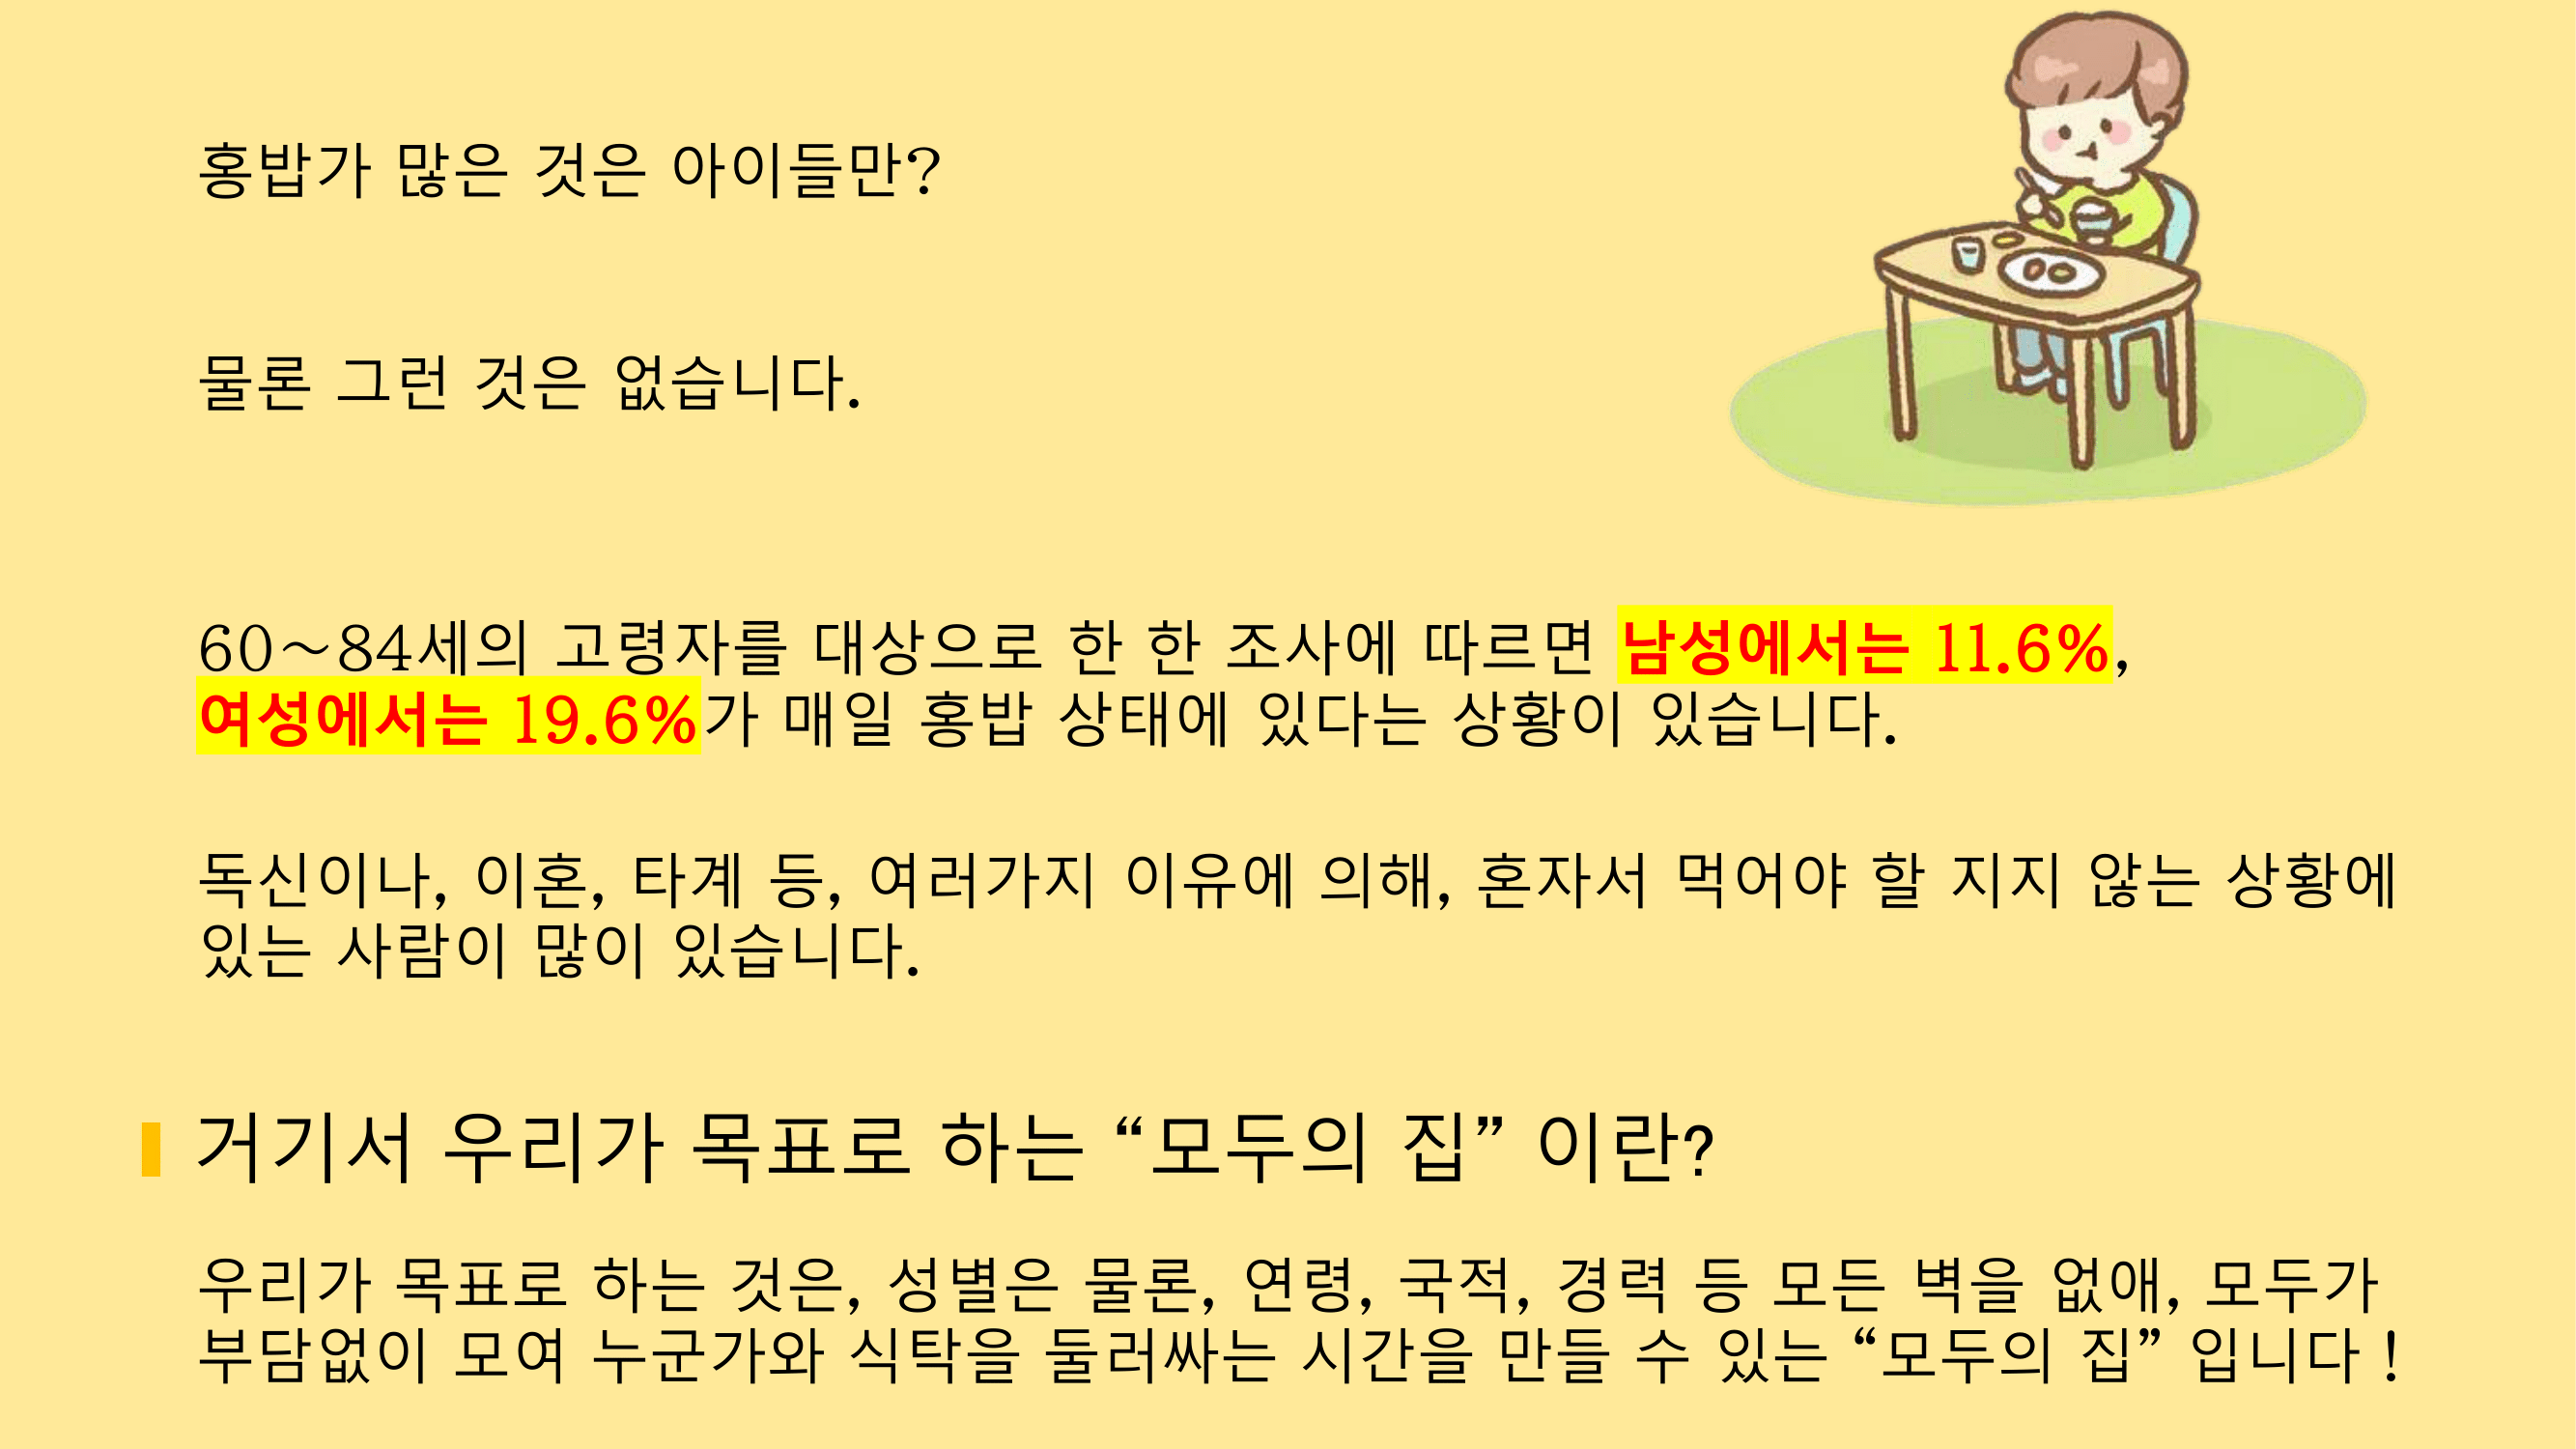 홍밥가 많은 것은 아이들만?
물론 그런 것은 없습니다.
60～84세의 고령자를 대상으로 한 한 조사에 따르면 남성에서는 11.6%,
여성에서는 19.6%가 매일 홍밥 상태에 있다는 상황이 있습니다.
독신이나, 이혼, 타계 등, 여러가지 이유에 의해, 혼자서 먹어야 할 지지 않는 상황에
있는 사람이 많이 있습니다.
거기서 우리가 목표로 하는 “모두의 집” 이란?
우리가 목표로 하는 것은, 성별은 물론, 연령, 국적, 경력 등 모든 벽을 없애, 모두가
부담없이 모여 누군가와 식탁을 둘러싸는 시간을 만들 수 있는 “모두의 집” 입니다 !